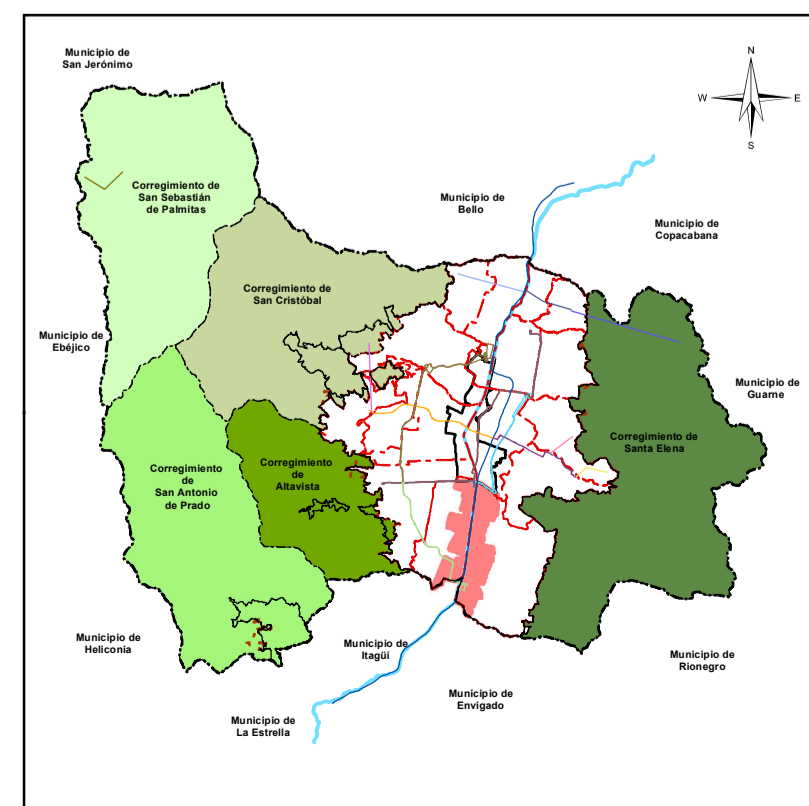 Municipio de
San Jerónimo
N
W
E
S
Corregimiento de
San Sebastián
de Palmitas
Municipio de
Bello
Municipio de
Copacabana
Corregimiento de
San Cristóbal
Municipio de
Ebéjico
Municipio de
Guarne
Corregimiento de
Santa Elena
Corregimiento
de
Altavista
Corregimiento
de
San Antonio
de Prado
Municipio de
Heliconia
Municipio de
Itagüí
Municipio de
Rionegro
Municipio de
Envigado
Municipio de
La Estrella